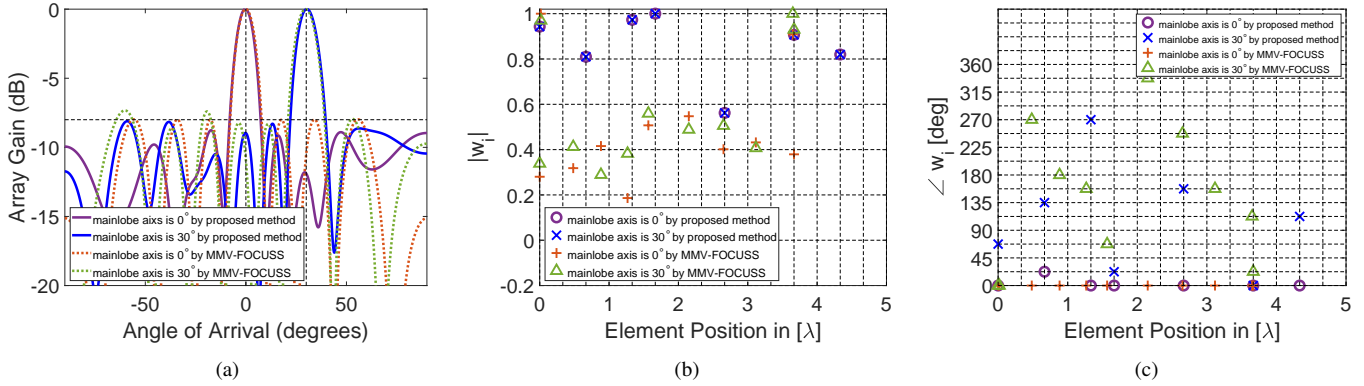 0
-5
-10
-15
-20
Array Gain (dB)
-50
0
50
Angle of Arrival (degrees)
mainlobe aixs is 0° by proposed method
mainlobe axis is 30° by proposed method
mainlobe axis is 0° by MMV-FOCUSS
mainlobe axis is 30° by MMV-FOCUSS
(a)
1
0.8
0.6
0.4
0.2
0
-0.2
|w_i|
0
1
2
3
4
5
Element Position in [λ]
mainlobe axis is 0° by proposed method
mainlobe axis is 30° by proposed method
mainlobe axis is 0° by MMV-FOCUSS
mainlobe axis is 30° by MMV-FOCUSS
(b)
360
315
270
225
180
135
90
45
0
∠ w_i [deg]
0
1
2
3
4
5
Element Position in [λ]
mainlobe axis is 0° by proposed method
mainlobe axis is 30° by proposed method
mainlobe axis is 0° by MMV-FOCUSS
mainlobe axis is 30° by MMV-FOCUSS
(c)